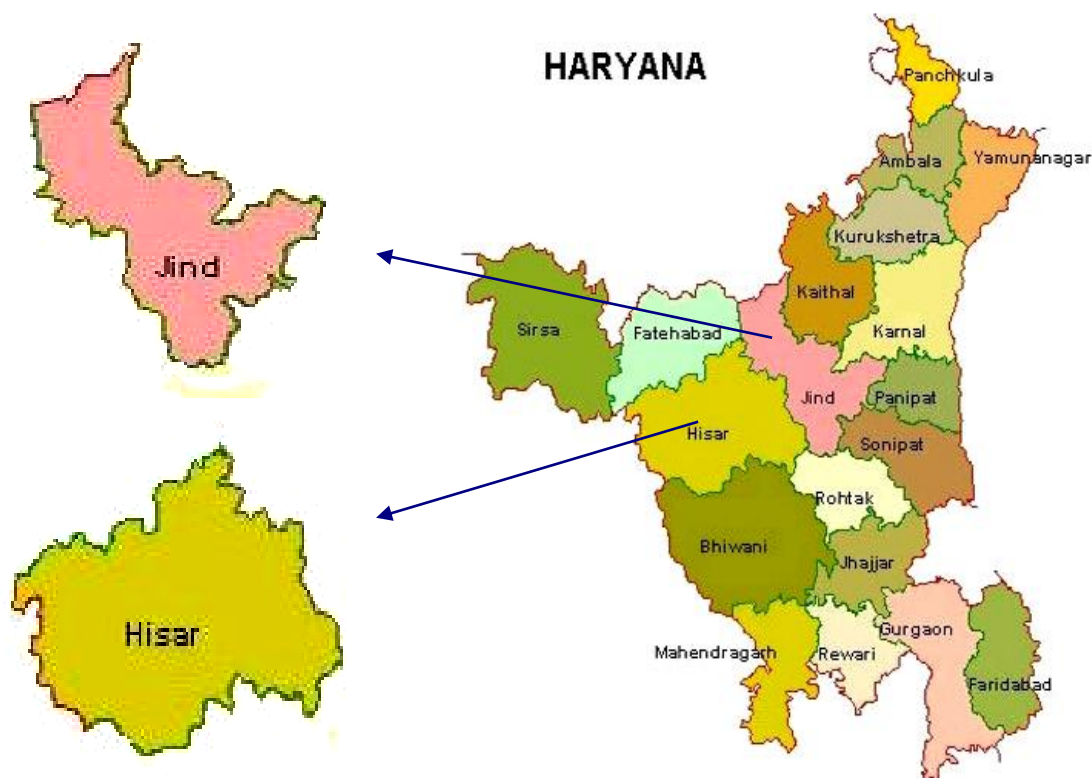 HARYANA
Panchkula
Ambala
Yamunanagar
Kurukshetra
Jind
Kaithal
Sirsa
Fatehabad
Karnal
Jind
Panipat
Hisar
Sonipat
Rohtak
Bhiwani
Jhajjar
Hisar
Gurgaon
Mahendragarh
Rewari
Faridabad